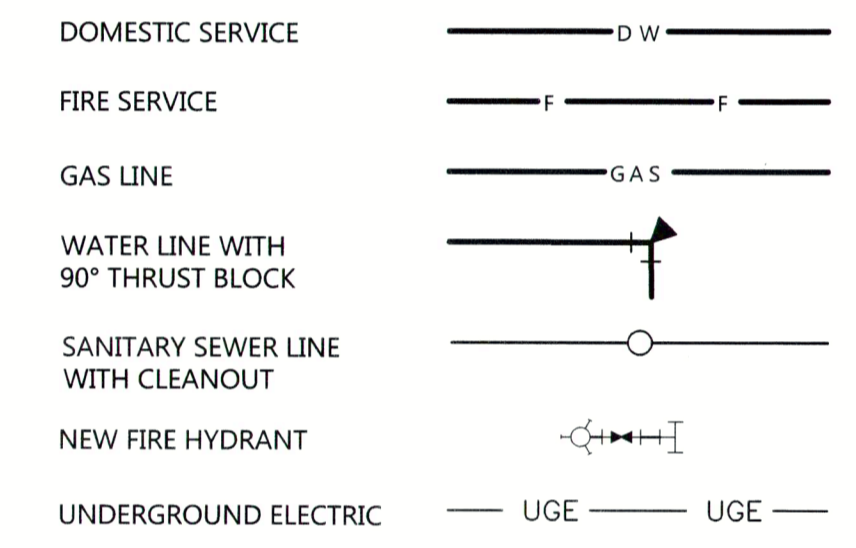 DOMESTIC SERVICE D W
FIRE SERVICE F F
GAS LINE GAS
WATER LINE WITH
90° THRUST BLOCK
SANITARY SEWER LINE
WITH CLEANOUT
NEW FIRE HYDRANT
UNDERGROUND ELECTRIC UGE UGE